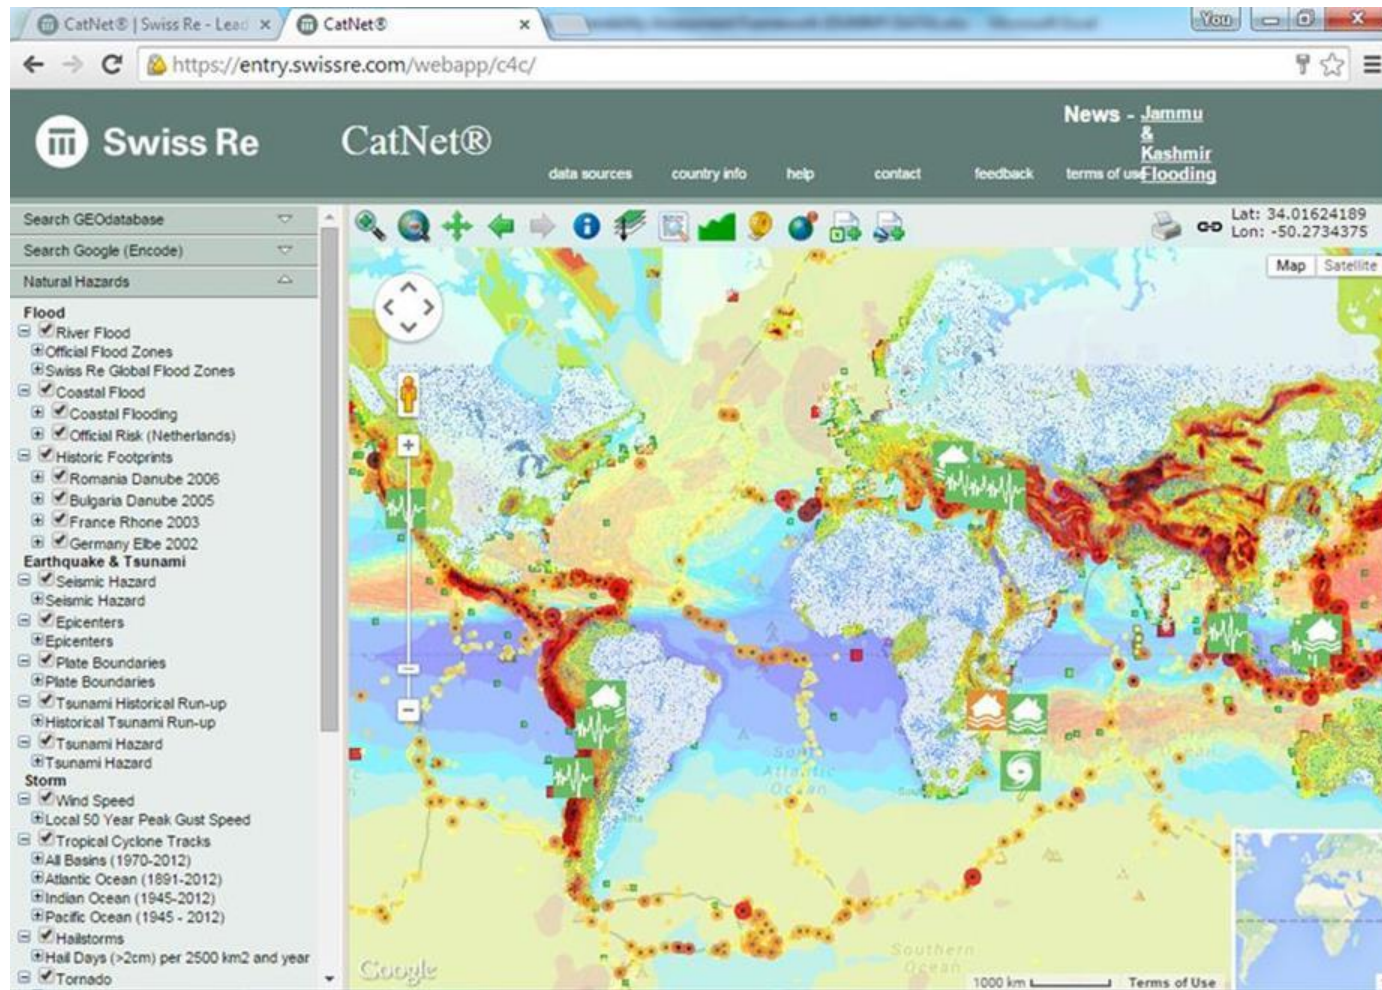 CatNet® | Swiss Re - Lead
CatNet®
You
https://entry.swissre.com/webapp/c4c/
Swiss Re
CatNet®
News - Jammu
&
Kashmir
Flooding
data sources country info help contact feedback terms of use
Search GEOdatabase
Search Google (Encode)
Natural Hazards
Lat: 34.01624189
Lon: -50.2734375
Map Satellite
Flood
River Flood
Official Flood Zones
Swiss Re Global Flood Zones
Coastal Flood
Coastal Flooding
Official Risk (Netherlands)
Historic Footprints
Romania Danube 2006
Bulgaria Danube 2005
France Rhone 2003
Germany Elbe 2002
Earthquake & Tsunami
Seismic Hazard
Seismic Hazard
Epicenters
Epicenters
Plate Boundaries
Plate Boundaries
Tsunami Historical Run-up
Historical Tsunami Run-up
Tsunami Hazard
Tsunami Hazard
Storm
Wind Speed
Local 50 Year Peak Gust Speed
Tropical Cyclone Tracks
All Basins (1970-2012)
Atlantic Ocean (1891-2012)
Indian Ocean (1945-2012)
Pacific Ocean (1945 - 2012)
Hailstorms
Hail Days (>2cm) per 2500 km2 and year
Tornado
South
Atlantic
Ocean
Southern
Ocean
Google
1000 km
Terms of Use